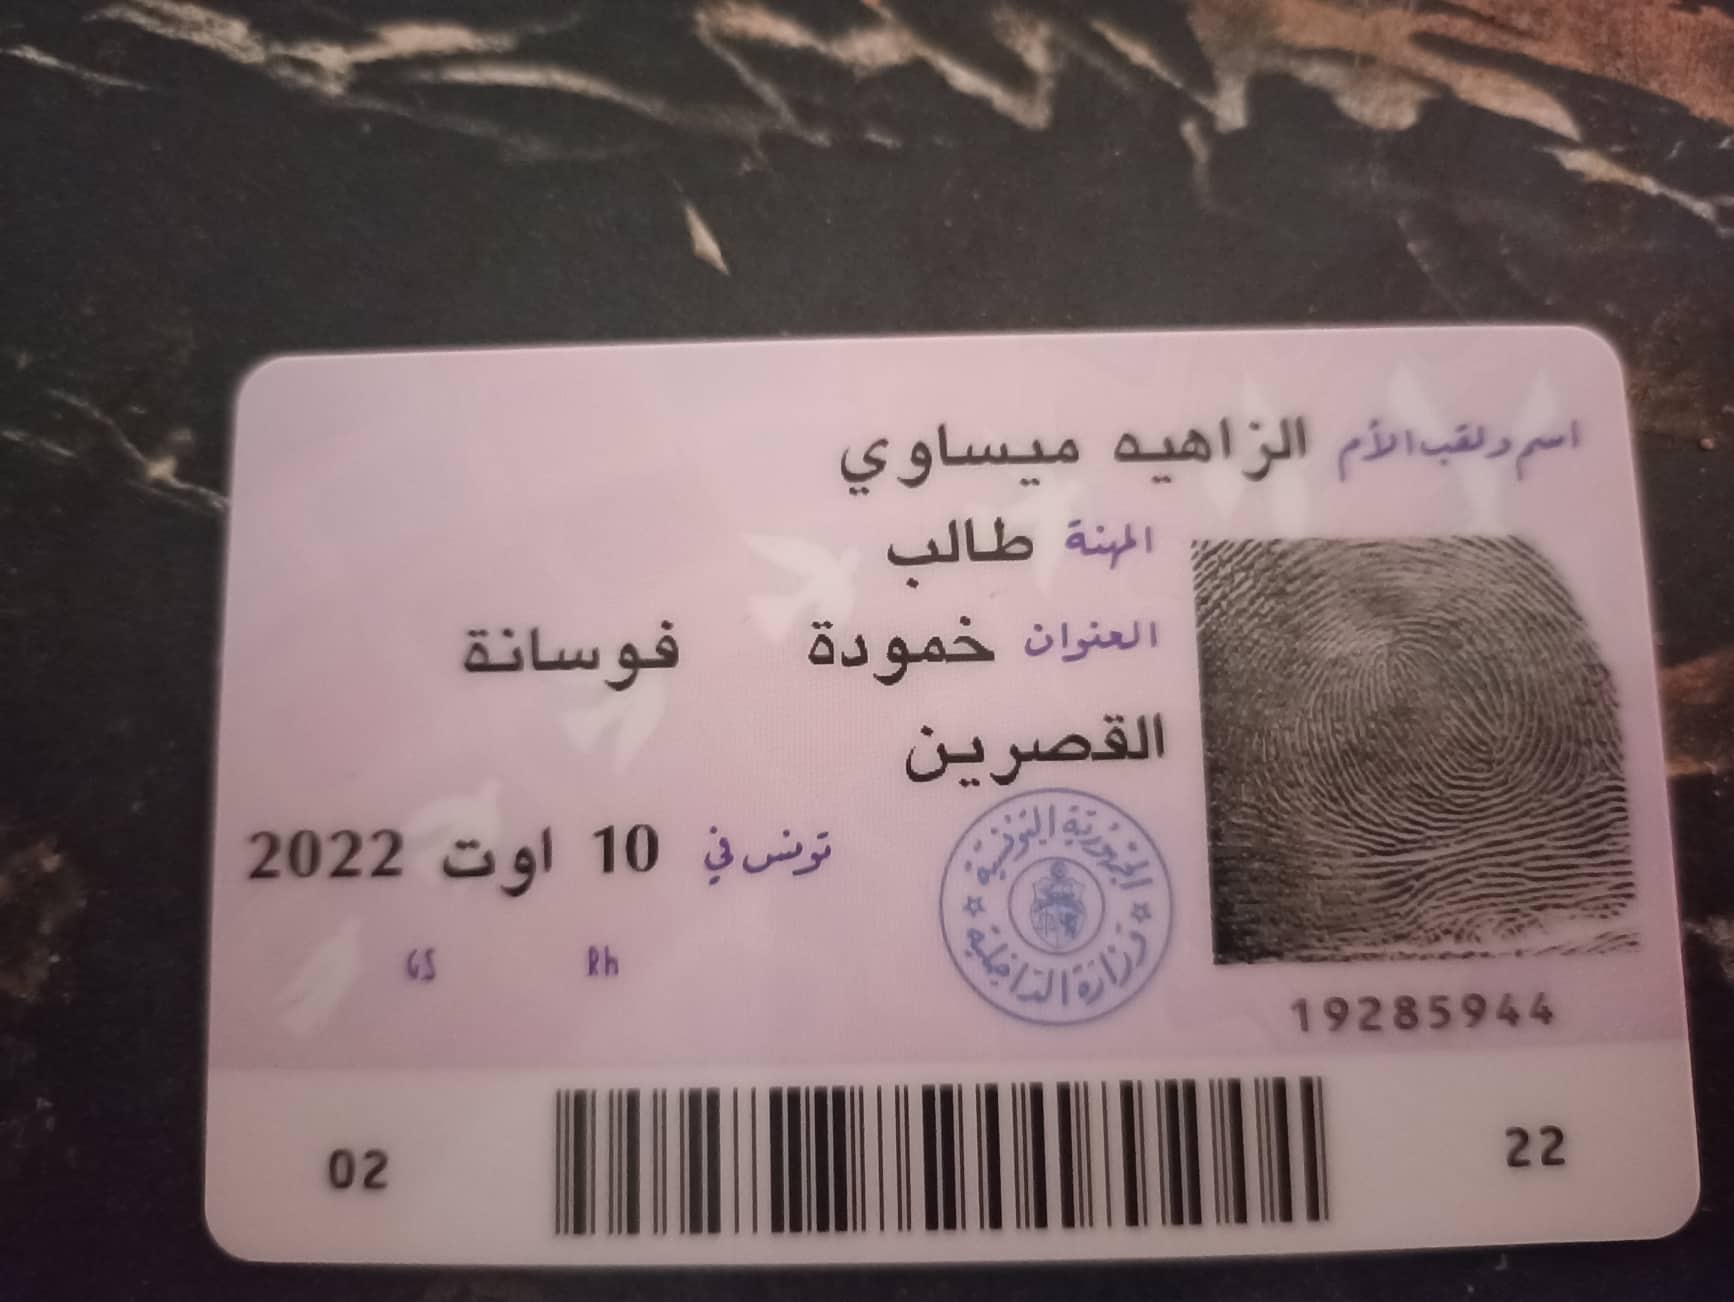 اسم ولقب الأم الزاهيه ميساوي
المهنة طالب
العنوان خمودة فوسانة
القصرين
تونس في 10 اوت 2022
الجمهورية التونسية
وزارة الداخلية
Rh GS
19285944
22 02